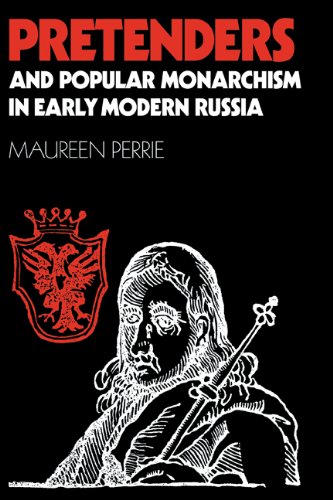 PRETENDERS
AND POPULAR MONARCHISM
IN EARLY MODERN RUSSIA
MAUREEN PERRIE